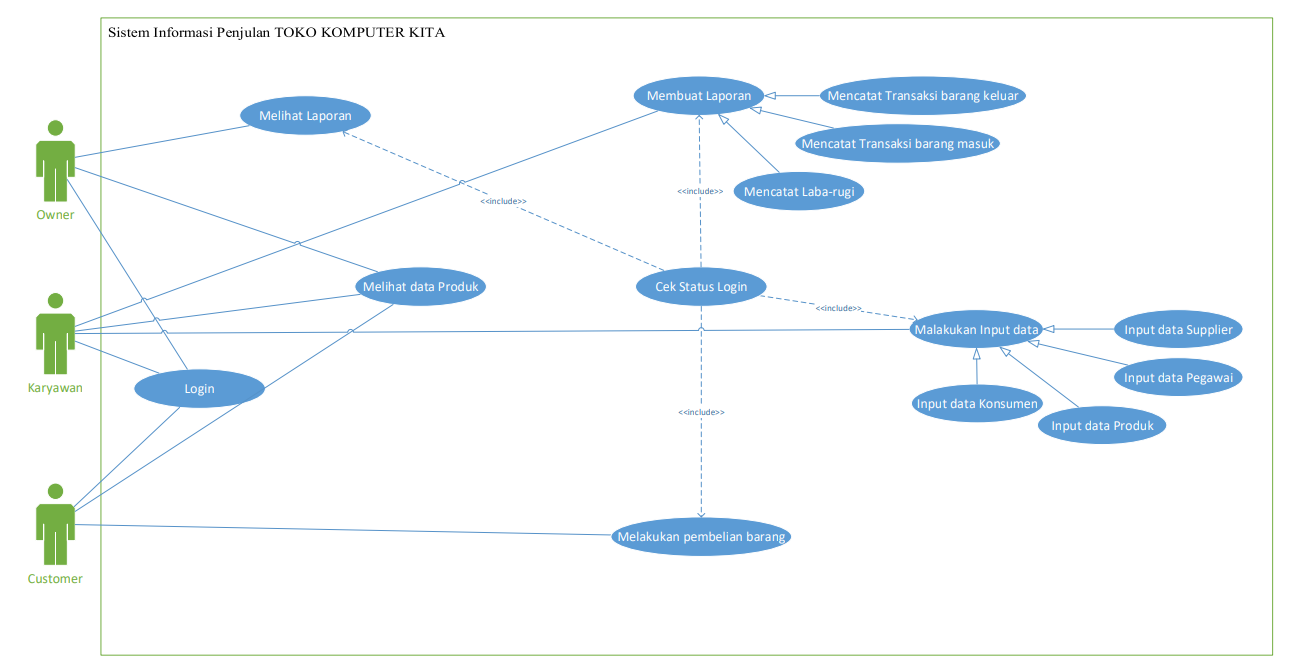 Sistem Informasi Penjulan TOKO KOMPUTER KITA
Membuat Laporan
Mencatat Transaksi barang keluar
Melihat Laporan
Mencatat Transaksi barang masuk
Mencatat Laba-rugi
<<include>>
<<include>>
Owner
Melihat data Produk
Cek Status Login
<<include>>
Malakukan Input data
Input data Supplier
Karyawan
Login
Input data Pegawai
Input data Konsumen
<<include>>
Input data Produk
Melakukan pembelian barang
Customer